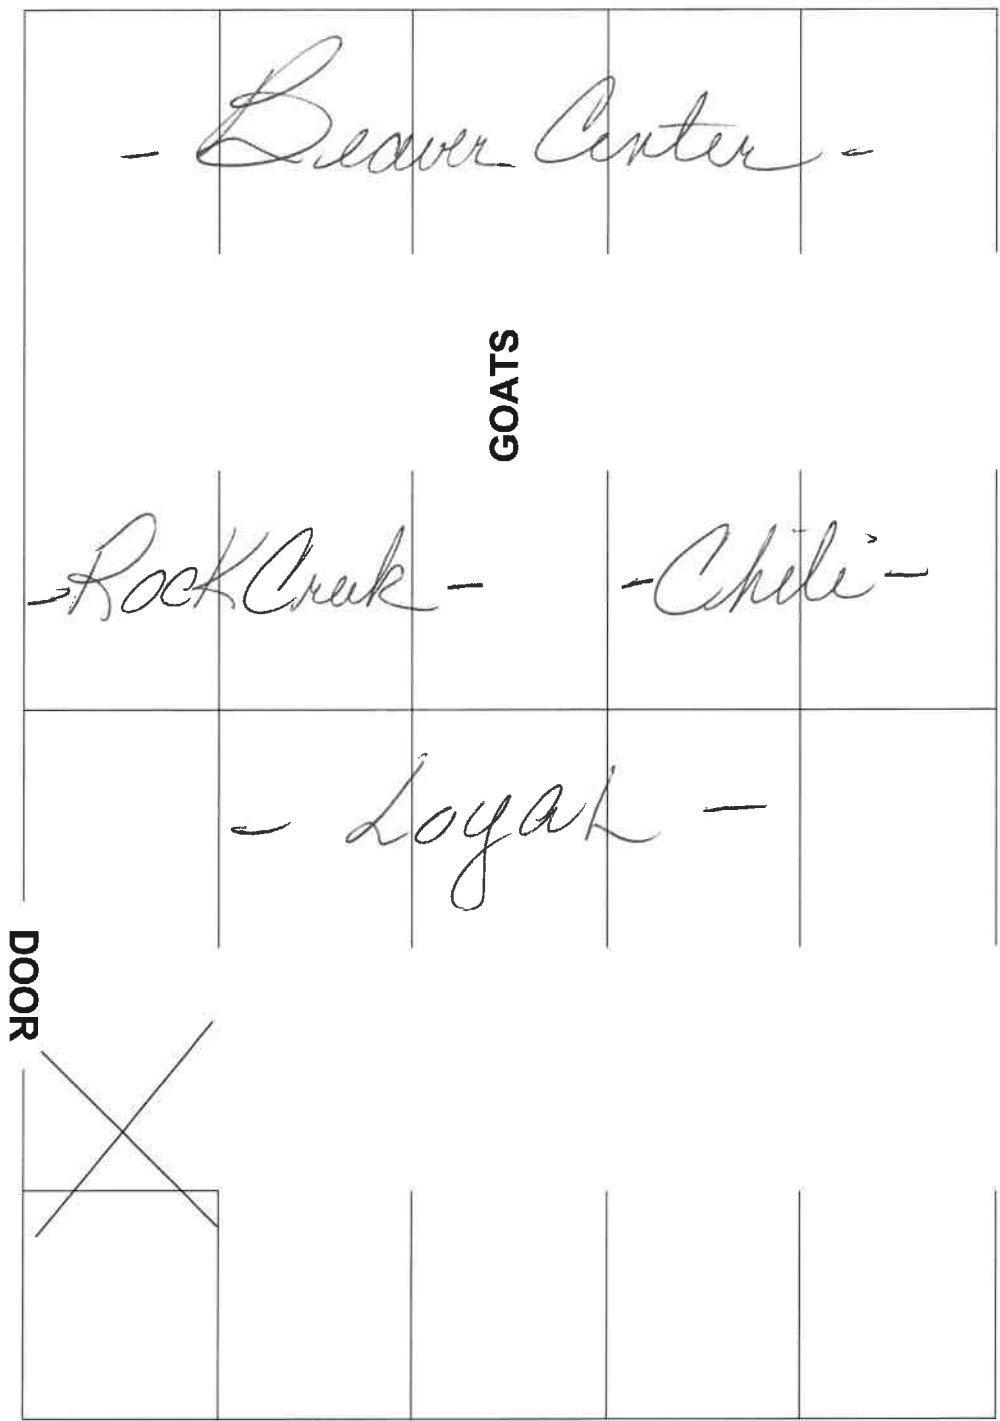 - Beaver Center -
GOATS
- Rock Creek -
- Chili -
- Loyal -
DOOR